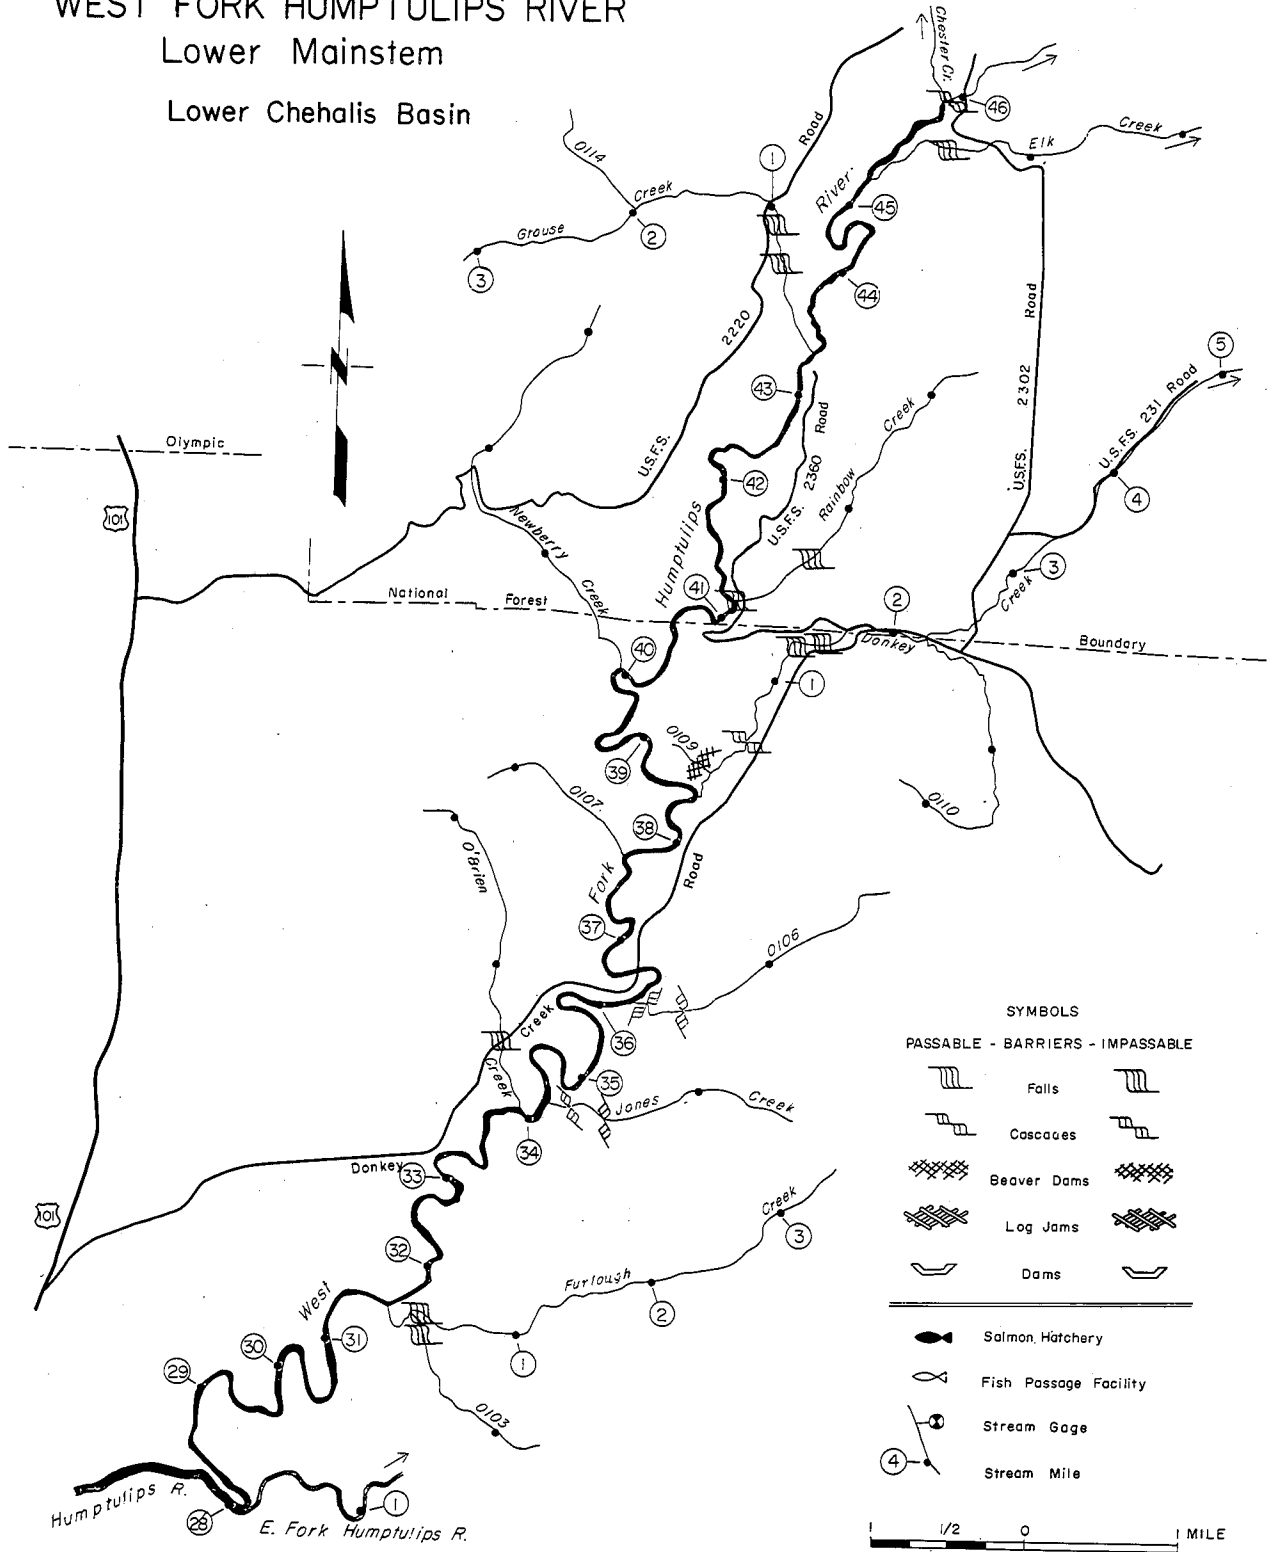 WEST FORK HUMPTULIPS RIVER
Lower Mainstem
Lower Chehalis Basin
Chester Cr.
46
Elk Creek
Road
0114
Creek
1
River
45
2
Grouse
3
44
2220
Road
5
43
Road
2302
U.S.F.S. 231 Road
Creek
Olympic
U.S.F.S.
2360
U.S.F.S.
42
Rainbow
4
101
Newberry
Humptulips
U.S.F.S.
Creek
41
3
Creek
National Forest
2
Donkey
Boundary
40
1
0109
39
0107
0110
38
O'Brien
Fork
Road
37
0106
Creek
36
SYMBOLS
PASSABLE - BARRIERS - IMPASSABLE
Falls
Cascades
Beaver Dams
Log Jams
Dams
Salmon Hatchery
Fish Passage Facility
Stream Gage
4
Stream Mile
Creek
35
Jones Creek
34
Donkey
33
101
Creek
3
32
Furlough
2
West
31
30
1
29
0103
Humptulips R.
28
1
E. Fork Humptulips R.
1 1/2 0 1 MILE